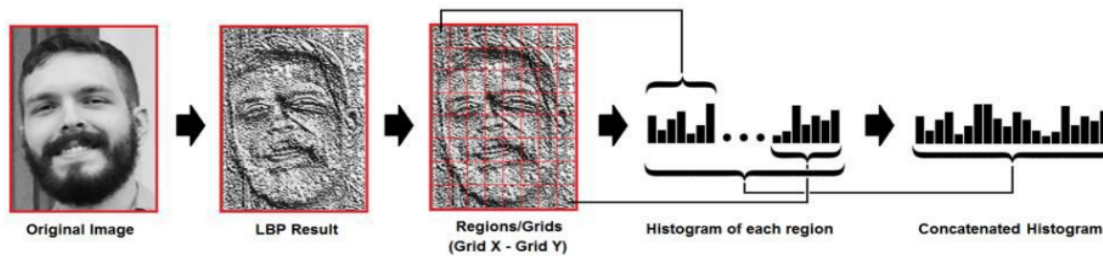 Original Image
LBP Result
Regions/Grids
(Grid X - Grid Y)
Histogram of each region
Concatenated Histogram